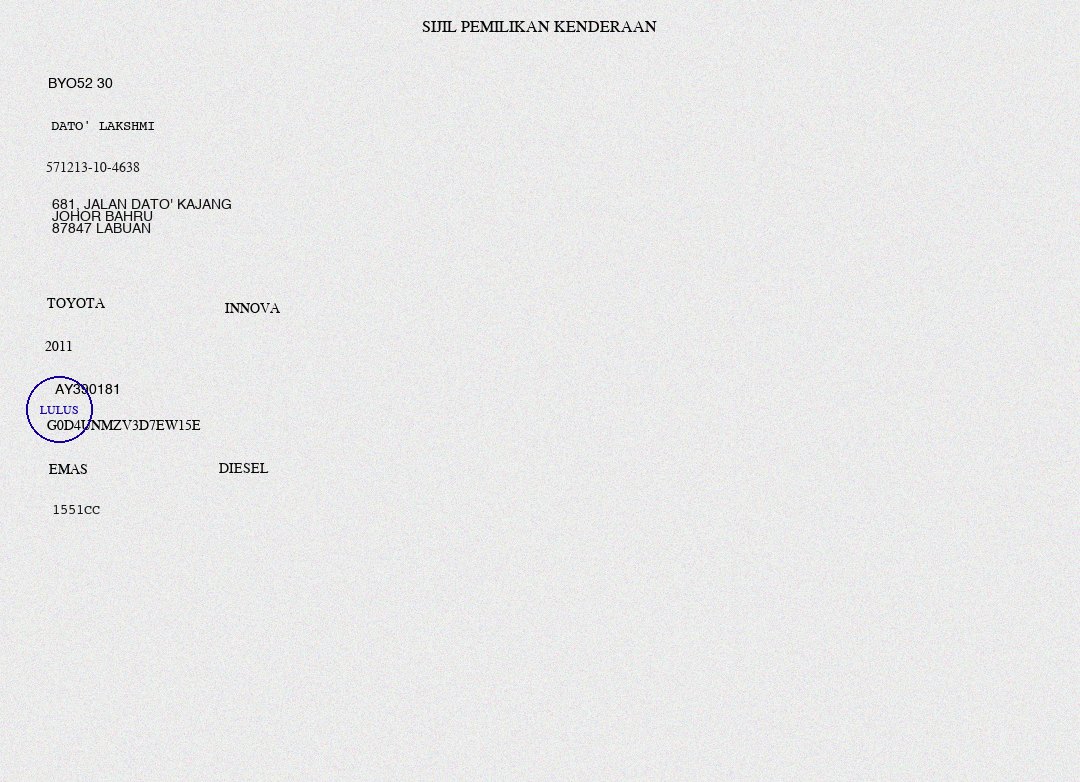 SIJIL PEMILIKAN KENDERAAN
BYO52 30
DATO' LAKSHMI
571213-10-4638
681, JALAN DATO' KAJANG
JOHOR BAHRU
87847 LABUAN
TOYOTA INNOVA
2011
AY390181
LULUS
G0D4UNMZV3D7EW15E
EMAS DIESEL
1551CC